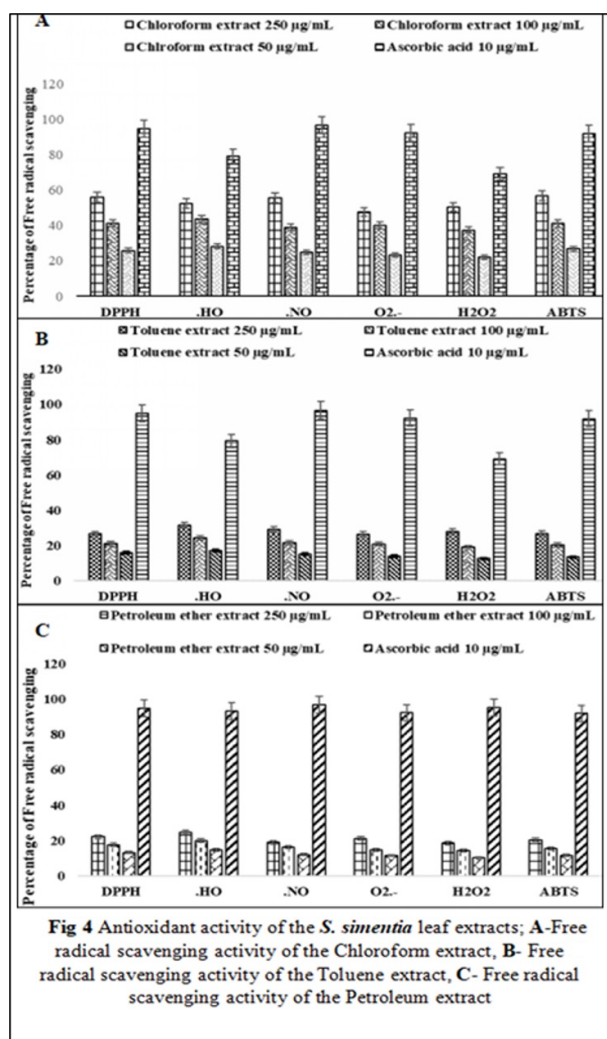 A
Chloroform extract 250 µg/mL Chloroform extract 100 µg/mL
Chlroform extract 50 µg/mL Ascorbic acid 10 µg/mL
Percentage of Free radical scavenging
120
100
80
60
40
20
0
DPPH .HO .NO O2.- H2O2 ABTS
B
Toluene extract 250 µg/mL Toluene extract 100 µg/mL
Toluene extract 50 µg/mL Ascorbic acid 10 µg/mL
Percentage of Free radical scavenging
120
100
80
60
40
20
0
DPPH .HO .NO O2.- H2O2 ABTS
C
Petroleum ether extract 250 µg/mL Petroleum ether extract 100 µg/mL
Petroleum ether extract 50 µg/mL Ascorbic acid 10 µg/mL
Percentage of Free radical scavenging
120
100
80
60
40
20
0
DPPH .HO .NO O2.- H2O2 ABTS
Fig 4 Antioxidant activity of the S. simentia leaf extracts; A-Free
radical scavenging activity of the Chloroform extract, B- Free
radical scavenging activity of the Toluene extract, C- Free radical
scavenging activity of the Petroleum extract